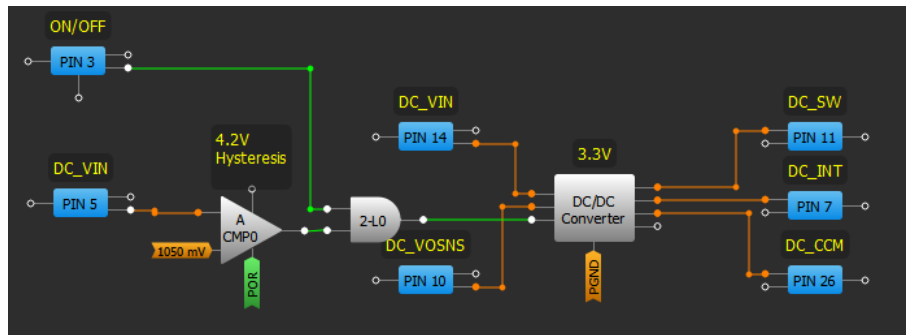 ON/OFF
PIN 3
DC_VIN
PIN 5
4.2V
Hysteresis
A
CMP0
1050 mV
POR
2-L0
DC_VIN
PIN 14
DC_VOSNS
PIN 10
3.3V
DC/DC
Converter
PGND
DC_SW
PIN 11
DC_INT
PIN 7
DC_CCM
PIN 26